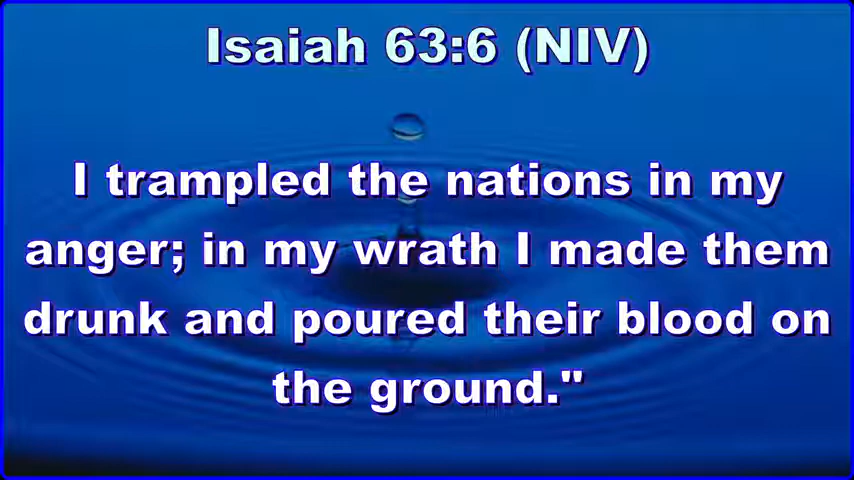 Isaiah 63:6 (NIV)
I trampled the nations in my
anger; in my wrath I made them
drunk and poured their blood on
the ground."